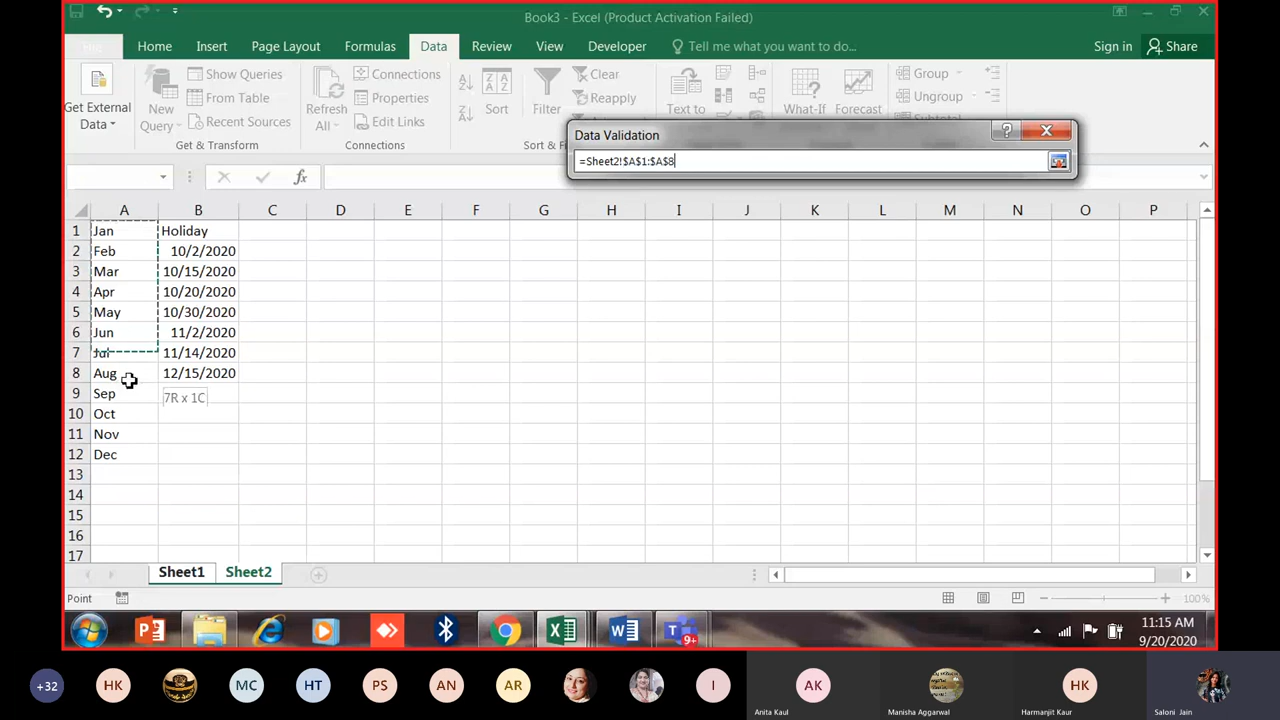 Book3 - Excel (Product Activation Failed)
File Home Insert Page Layout Formulas Data Review View Developer Tell me what you want to do... Sign in Share
Get External Data
New Query
Show Queries
From Table
Recent Sources
Refresh All
Connections
Properties
Edit Links
Connections
Sort
Filter
Clear
Reapply
Sort & Fi
Text to
What-If
Forecast
Group
Ungroup
Subtotal
Data Validation
=Sheet2!$A$1:$A$8
fx
A B C D E F G H I J K L M N O P
1 Jan Holiday
2 Feb 10/2/2020
3 Mar 10/15/2020
4 Apr 10/20/2020
5 May 10/30/2020
6 Jun 11/2/2020
7 Jul 11/14/2020
8 Aug 12/15/2020
9 Sep 7R x 1C
10 Oct
11 Nov
12 Dec
13
14
15
16
17
Sheet1 Sheet2
Point 100%
9+
11:15 AM
9/20/2020
+32 HK MC HT PS AN AR I AK HK
Anita Kaul Manisha Aggarwal Harmanjit Kaur Saloni Jain